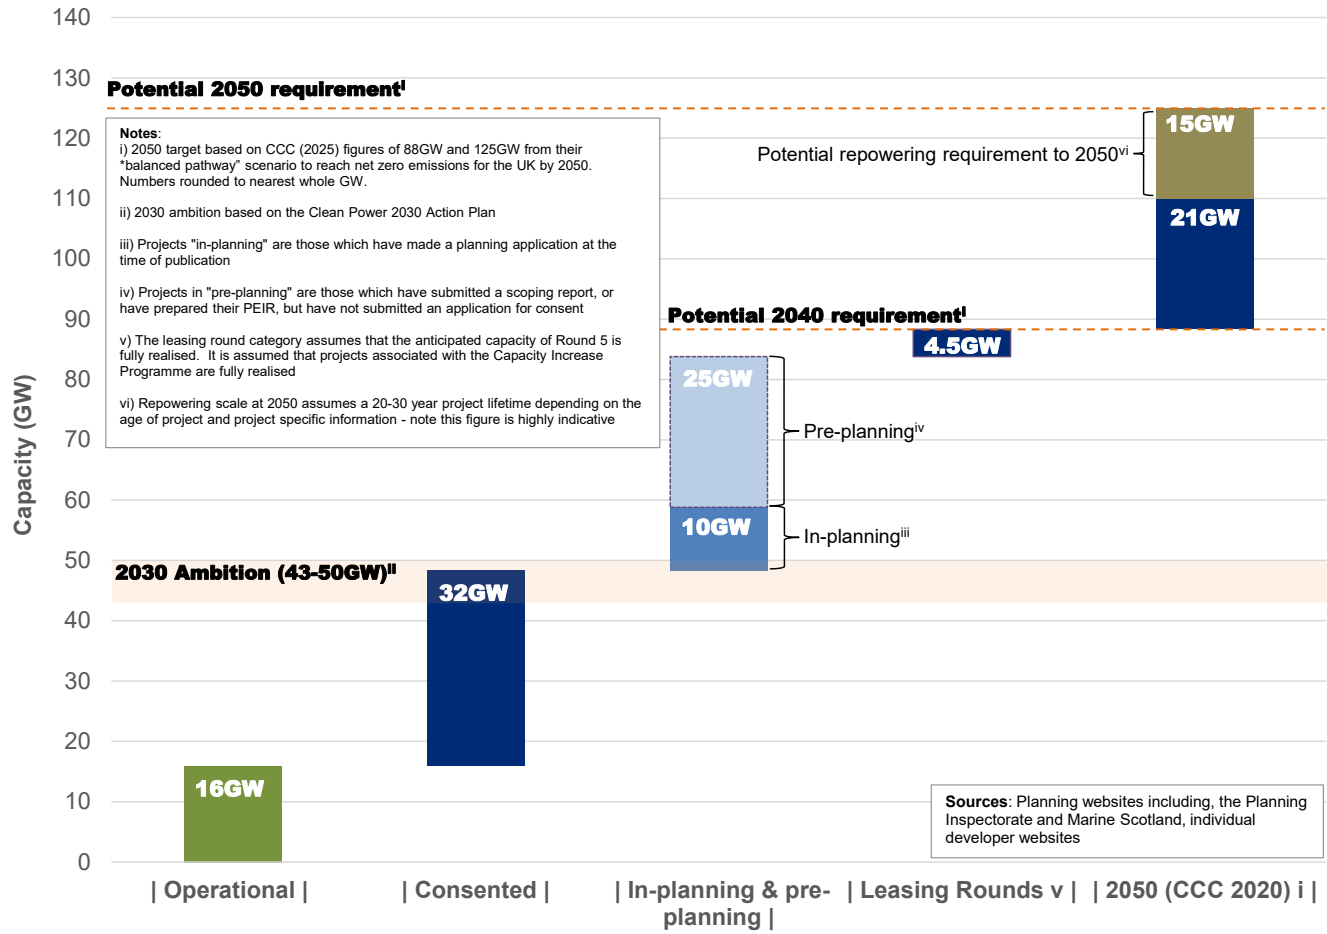 140
130
Potential 2050 requirementⁱ
120
110
100
90
80
70
60
50
40
30
20
10
0
Capacity (GW)
Notes:
i) 2050 target based on CCC (2025) figures of 88GW and 125GW from their
*balanced pathway" scenario to reach net zero emissions for the UK by 2050.
Numbers rounded to nearest whole GW.
ii) 2030 ambition based on the Clean Power 2030 Action Plan
iii) Projects "in-planning" are those which have made a planning application at the
time of publication
iv) Projects in "pre-planning" are those which have submitted a scoping report, or
have prepared their PEIR, but have not submitted an application for consent
v) The leasing round category assumes that the anticipated capacity of Round 5 is
fully realised.  It is assumed that projects associated with the Capacity Increase
Programme are fully realised
vi) Repowering scale at 2050 assumes a 20-30 year project lifetime depending on the
age of project and project specific information - note this figure is highly indicative
15GW
Potential repowering requirement to 2050ᵛⁱ
21GW
Potential 2040 requirementⁱ
4.5GW
25GW
Pre-planningⁱᵛ
10GW
In-planningⁱⁱⁱ
2030 Ambition (43-50GW)ⁱⁱ
32GW
16GW
Sources: Planning websites including, the Planning
Inspectorate and Marine Scotland, individual
developer websites
| Operational |
| Consented |
| In-planning & pre-
planning |
| Leasing Rounds v |
| 2050 (CCC 2020) i |